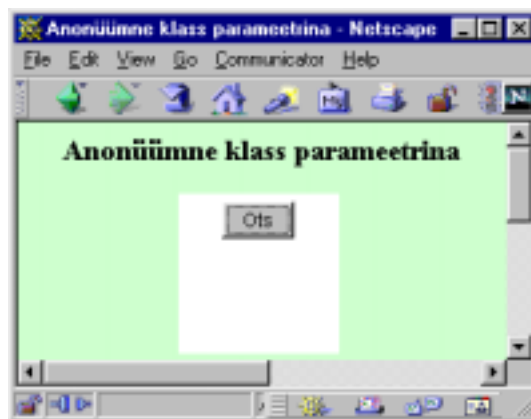 Anonüümne klass parameetrina - Netscape
File Edit View Go Communicator Help
Anonüümne klass parameetrina
Ots